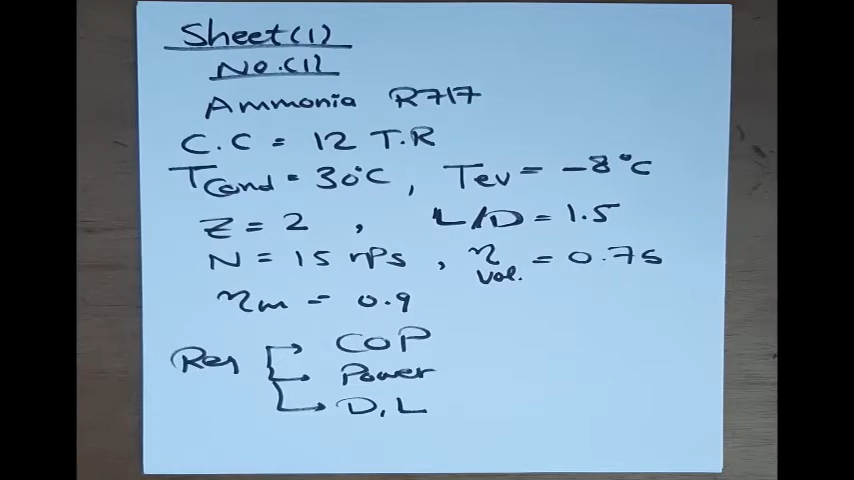 Sheet(1)
No.(1)
Ammonia R717
C.C = 12 T.R
TCond = 30°C , Tev = -8°C
Z = 2 , L/D = 1.5
N = 15 rps , ηvol. = 0.75
ηm = 0.9
Req
COP
Power
D, L